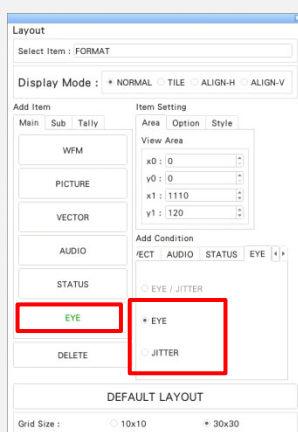 Layout
Select Item : FORMAT
Display Mode : NORMAL TILE ALIGN-H ALIGN-V
Add Item
Main Sub Tally
WFM
PICTURE
VECTOR
AUDIO
STATUS
EYE
DELETE
Item Setting
Area Option Style
View Area
x0 : 0
y0 : 0
x1 : 1110
y1 : 120
Add Condition
/ECT AUDIO STATUS EYE
EYE / JITTER
EYE
JITTER
DEFAULT LAYOUT
Grid Size : 10x10 30x30